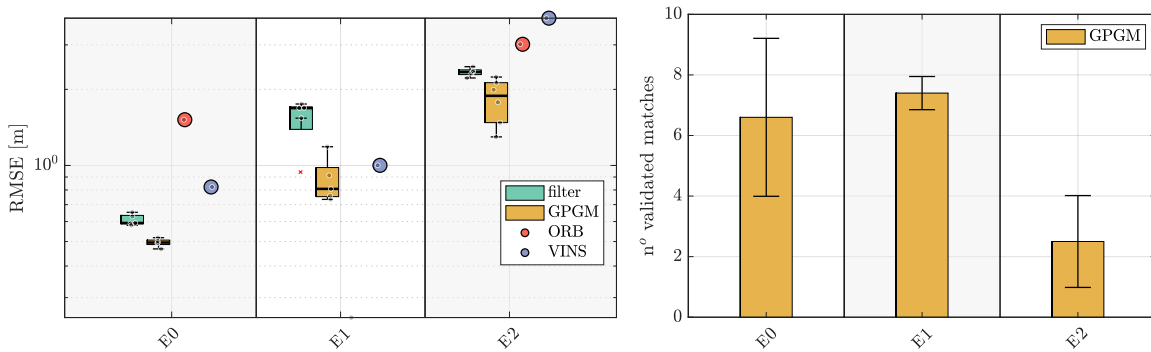 RMSE [m]
10⁰
filter
GPGM
ORB
VINS
E0
E1
E2
nº validated matches
10
8
6
4
2
0
GPGM
E0
E1
E2